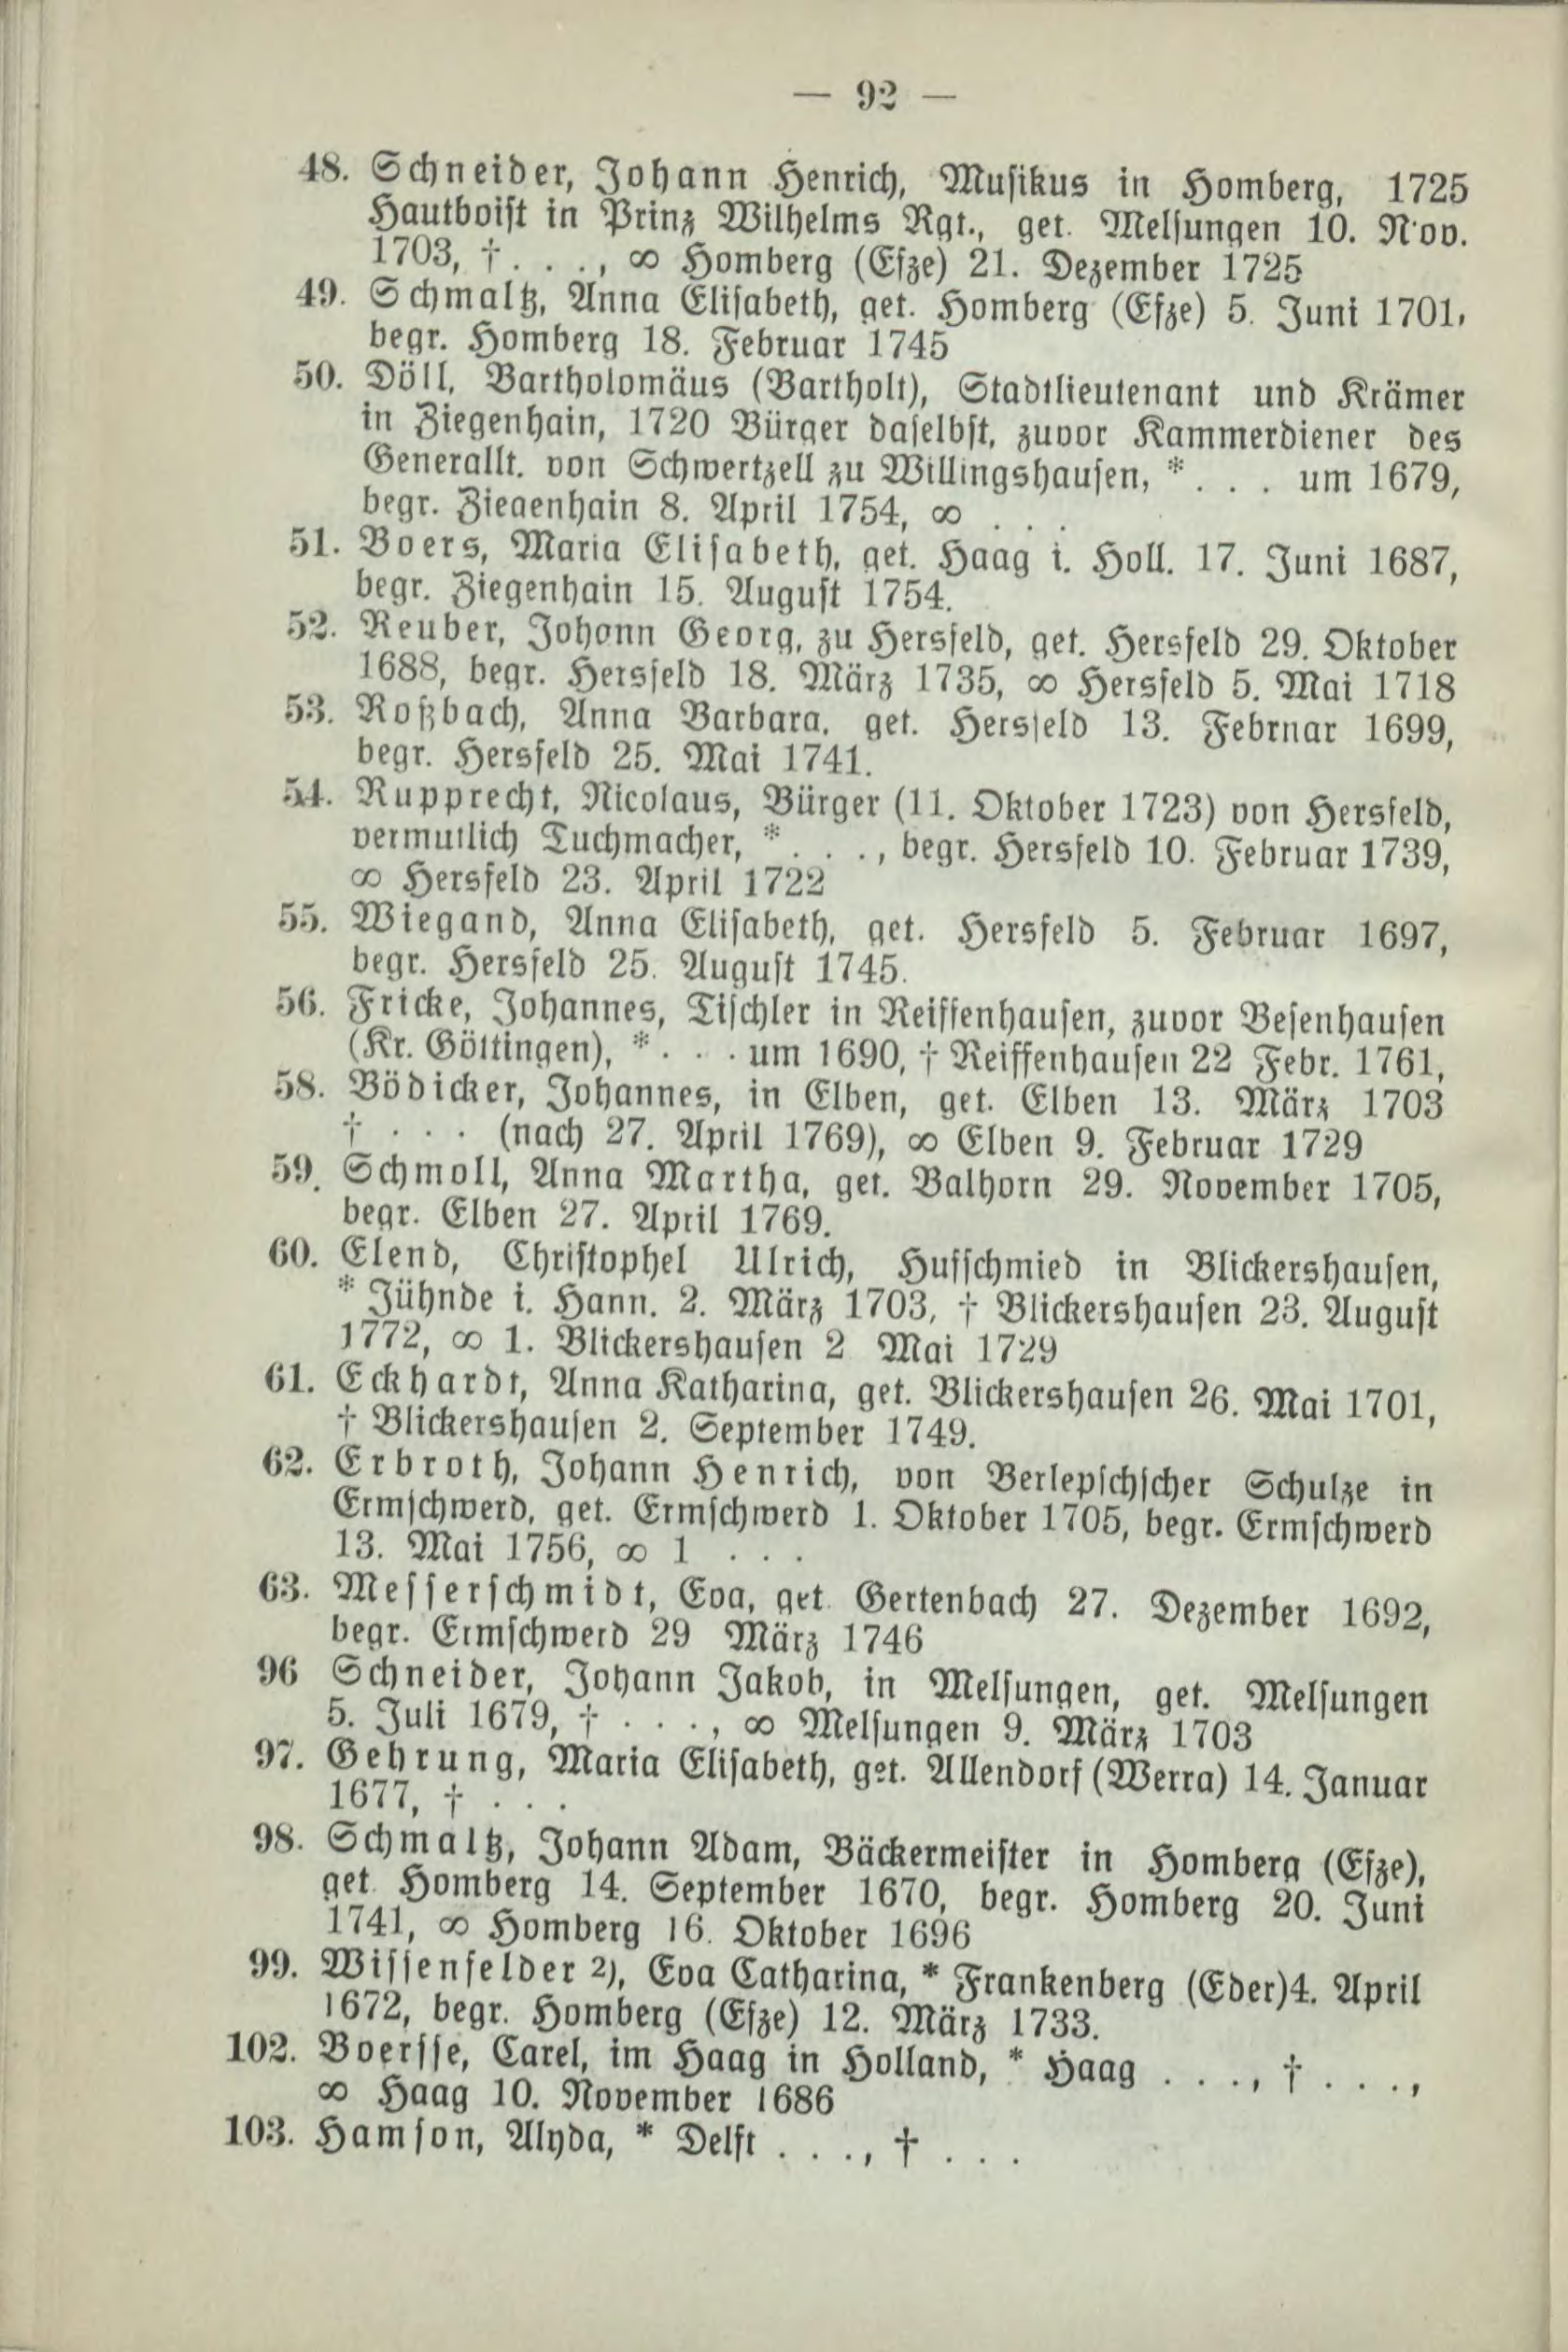 — 92 —
48. Schneider, Johann Henrich, Musikus in Homberg, 1725
Hautboist in Prinz Wilhelms Rgt., get. Melsungen 10. Nov.
1703, † . . ., ∞ Homberg (Efze) 21. Dezember 1725
49. Schmaltz, Anna Elisabeth, get. Homberg (Efze) 5. Juni 1701,
begr. Homberg 18. Februar 1745
50. Döll, Bartholomäus (Bartholt), Stadtlieutenant und Krämer
in Ziegenhain, 1720 Bürger daselbst, zuvor Kammerdiener des
Generallt. von Schwertzell zu Willingshausen, * . . . um 1679,
begr. Ziegenhain 8. April 1754, ∞ . . .
51. Boers, Maria Elisabeth, get. Haag i. Holl. 17. Juni 1687,
begr. Ziegenhain 15. August 1754.
52. Reuber, Johann Georg, zu Hersfeld, get. Hersfeld 29. Oktober
1688, begr. Hersfeld 18. März 1735, ∞ Hersfeld 5. Mai 1718
53. Roßbach, Anna Barbara, get. Hersfeld 13. Febrnar 1699,
begr. Hersfeld 25. Mai 1741.
54. Rupprecht, Nicolaus, Bürger (11. Oktober 1723) von Hersfeld,
vermutlich Tuchmacher, * . . ., begr. Hersfeld 10. Februar 1739,
∞ Hersfeld 23. April 1722
55. Wiegand, Anna Elisabeth, get. Hersfeld 5. Februar 1697,
begr. Hersfeld 25. August 1745.
56. Fricke, Johannes, Tischler in Reiffenhausen, zuvor Besenhausen
(Kr. Göttingen), * . . . um 1690, † Reiffenhausen 22 Febr. 1761,
58. Bödicker, Johannes, in Elben, get. Elben 13. März 1703
† . . . (nach 27. April 1769), ∞ Elben 9. Februar 1729
59. Schmoll, Anna Martha, get. Balhorn 29. November 1705,
begr. Elben 27. April 1769.
60. Elend, Christophel Ulrich, Hufschmied in Blickershausen,
* Jühnde i. Hann. 2. März 1703, † Blickershausen 23. August
1772, ∞ 1. Blickershausen 2 Mai 1729
61. Eckhardt, Anna Katharina, get. Blickershausen 26. Mai 1701,
† Blickershausen 2. September 1749.
62. Erbroth, Johann Henrich, von Berlepschscher Schulze in
Ermschwerd, get. Ermschwerd 1. Oktober 1705, begr. Ermschwerd
13. Mai 1756, ∞ 1 . . .
63. Messerschmidt, Eva, get Gertenbach 27. Dezember 1692,
begr. Ermschwerd 29 März 1746
96 Schneider, Johann Jakob, in Melsungen, get. Melsungen
5. Juli 1679, † . . ., ∞ Melsungen 9. März 1703
97. Gehrung, Maria Elisabeth, get. Allendorf (Werra) 14. Januar
1677, † . . .
98. Schmaltz, Johann Adam, Bäckermeister in Homberg (Efze),
get. Homberg 14. September 1670, begr. Homberg 20. Juni
1741, ∞ Homberg 16. Oktober 1696
99. Wissenfelder 2), Eva Catharina, * Frankenberg (Eder)4. April
1672, begr. Homberg (Efze) 12. März 1733.
102. Boersse, Carel, im Haag in Holland, * Haag . . ., † . . .,
∞ Haag 10. November 1686
103. Hamson, Alyda, * Delft . . ., † . . .